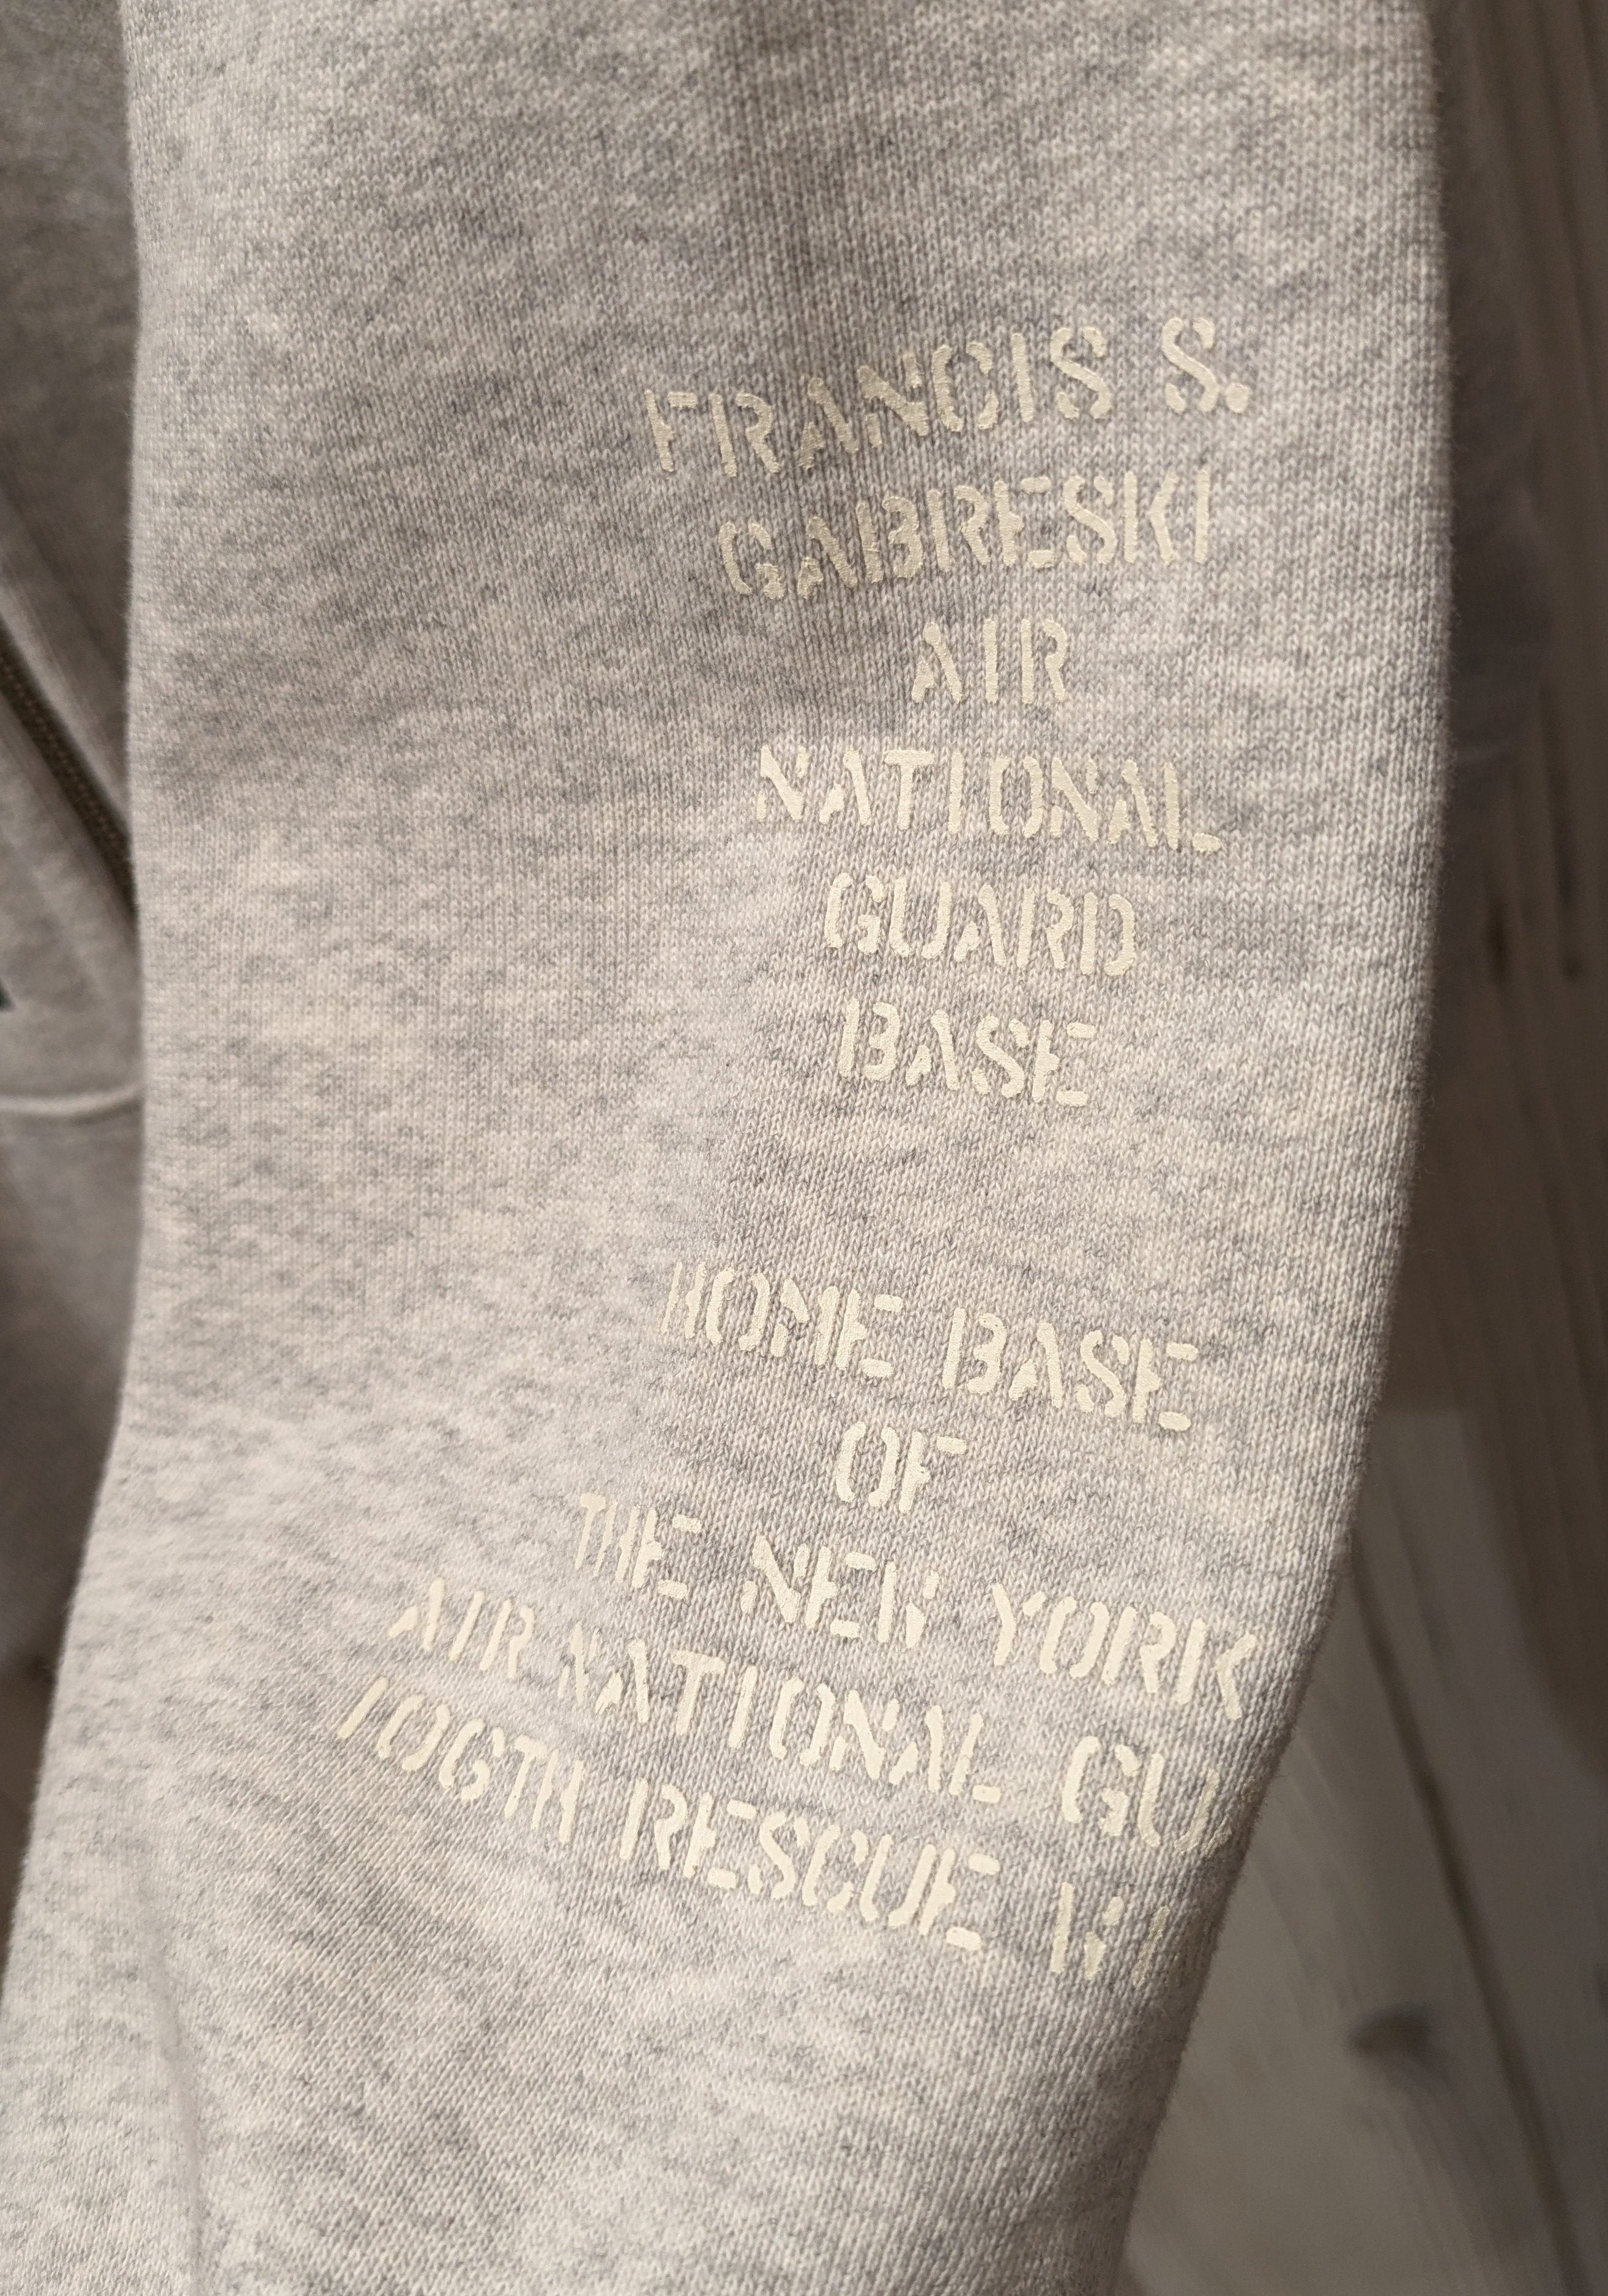 FRANCIS S.
GABRESKI
AIR
NATIONAL
GUARD
BASE
HOME BASE
OF
THE NEW YORK
AIR NATIONAL
106TH RESCUE